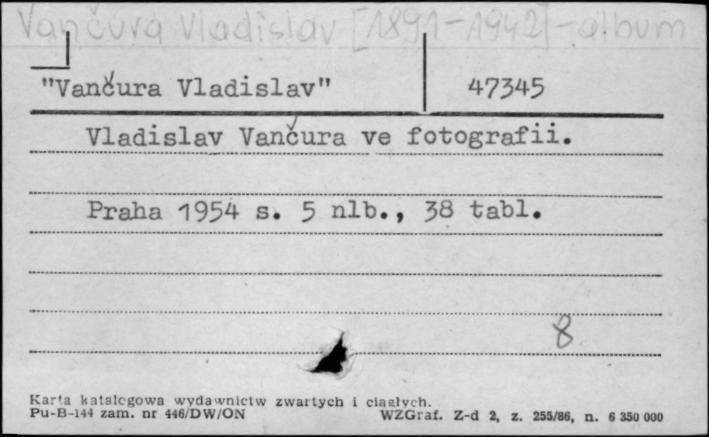 Vančura Vladislav [1891-1942] - album
"Vančura Vladislav" 47345
Vladislav Vančura ve fotografii.
Praha 1954 s. 5 nlb., 38 tabl.
8
Karta katalogowa wydawnictw zwartych i ciągłych.
Pu-B-144 zam. nr 446/DW/ON WZGraf. Z-d 2, z. 255/86, n. 6 350 000